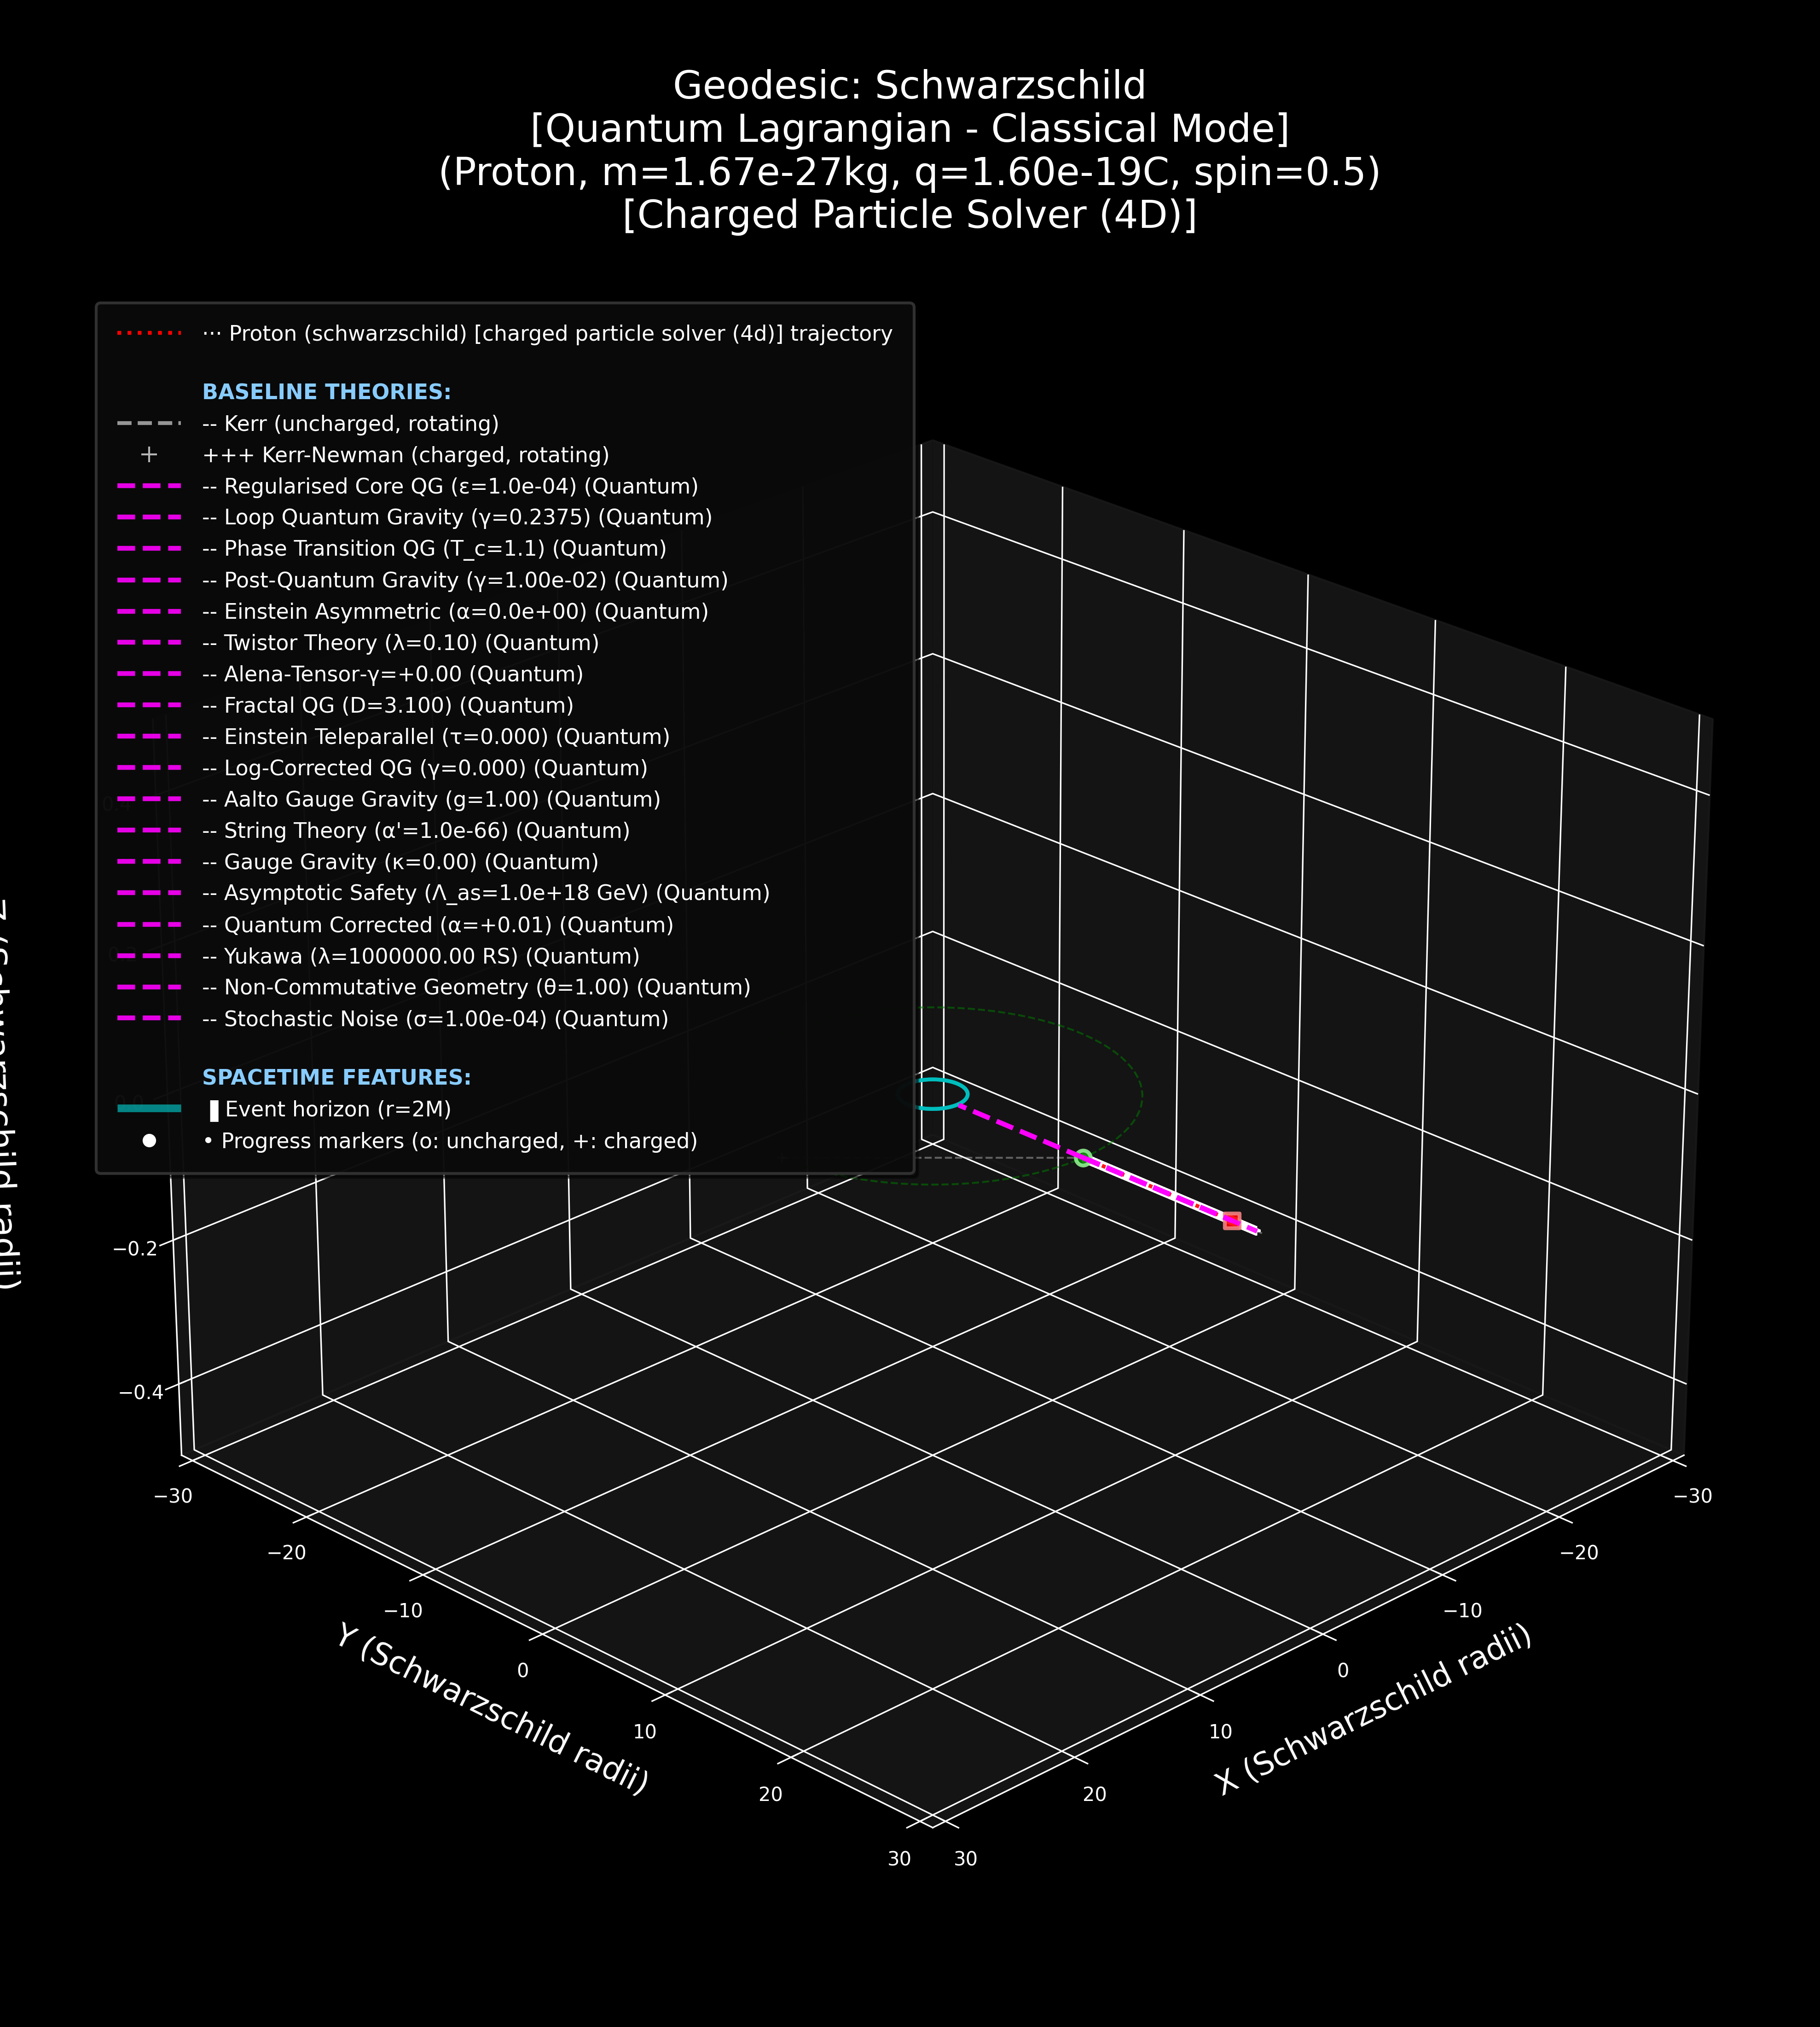 Geodesic: Schwarzschild
[Quantum Lagrangian - Classical Mode]
(Proton, m=1.67e-27kg, q=1.60e-19C, spin=0.5)
[Charged Particle Solver (4D)]
··· Proton (schwarzschild) [charged particle solver (4d)] trajectory
BASELINE THEORIES:
-- Kerr (uncharged, rotating)
+++ Kerr-Newman (charged, rotating)
-- Regularised Core QG (ε=1.0e-04) (Quantum)
-- Loop Quantum Gravity (γ=0.2375) (Quantum)
-- Phase Transition QG (T_c=1.1) (Quantum)
-- Post-Quantum Gravity (γ=1.00e-02) (Quantum)
-- Einstein Asymmetric (α=0.0e+00) (Quantum)
-- Twistor Theory (λ=0.10) (Quantum)
-- Alena-Tensor-γ=+0.00 (Quantum)
-- Fractal QG (D=3.100) (Quantum)
-- Einstein Teleparallel (τ=0.000) (Quantum)
-- Log-Corrected QG (γ=0.000) (Quantum)
-- Aalto Gauge Gravity (g=1.00) (Quantum)
-- String Theory (α'=1.0e-66) (Quantum)
-- Gauge Gravity (κ=0.00) (Quantum)
-- Asymptotic Safety (Λ_as=1.0e+18 GeV) (Quantum)
-- Quantum Corrected (α=+0.01) (Quantum)
-- Yukawa (λ=1000000.00 RS) (Quantum)
-- Non-Commutative Geometry (θ=1.00) (Quantum)
-- Stochastic Noise (σ=1.00e-04) (Quantum)
SPACETIME FEATURES:
▌Event horizon (r=2M)
• Progress markers (o: uncharged, +: charged)
Z (Schwarzschild radii)
−0.2
−0.4
−30
−20
−10
0
10
20
30
Y (Schwarzschild radii)
−30
−20
−10
0
10
20
30
X (Schwarzschild radii)